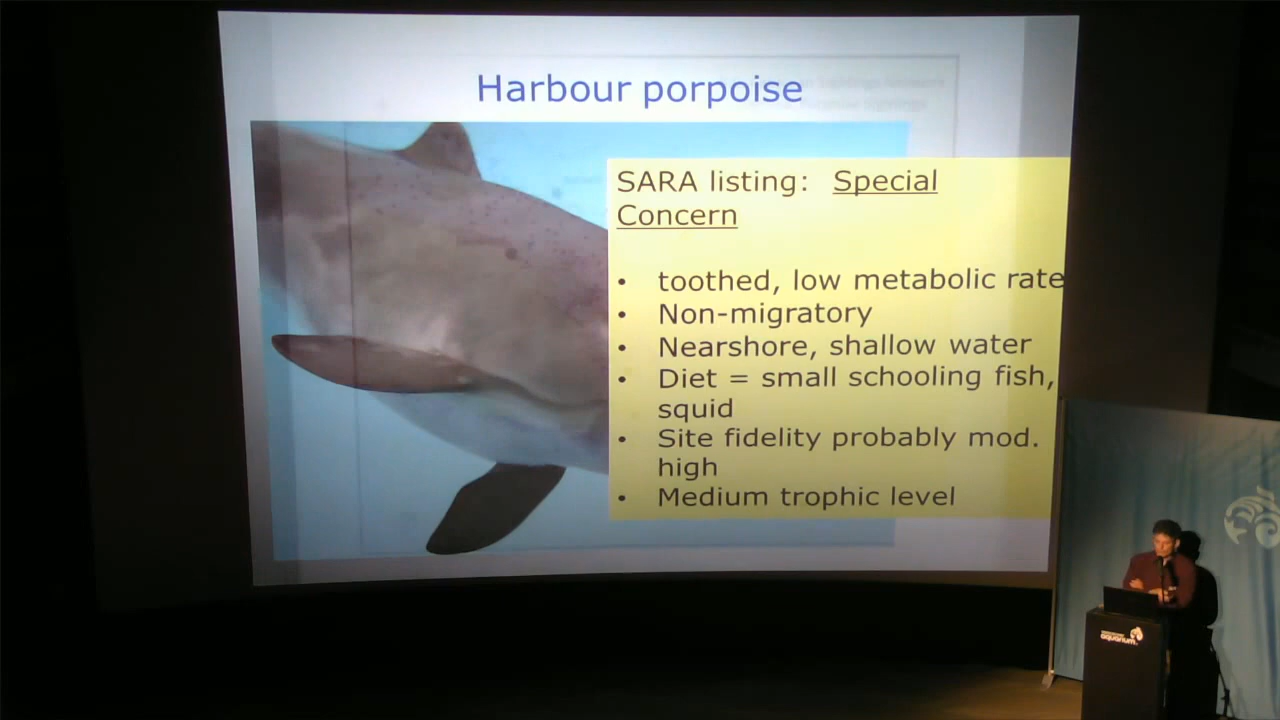 Harbour porpoise
SARA listing: Special
Concern
• toothed, low metabolic rate
• Non-migratory
• Nearshore, shallow water
• Diet = small schooling fish,
squid
• Site fidelity probably mod.
high
• Medium trophic level
aquarium